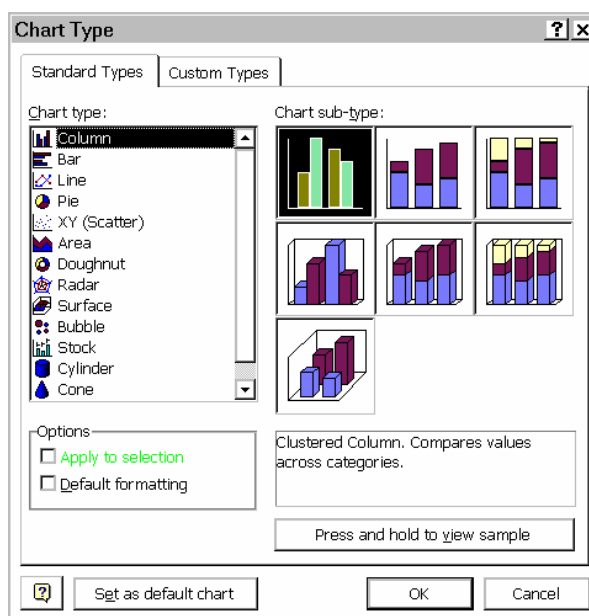 Chart Type
Standard Types
Custom Types
Chart type:
Column
Bar
Line
Pie
XY (Scatter)
Area
Doughnut
Radar
Surface
Bubble
Stock
Cylinder
Cone
Chart sub-type:
Options
Apply to selection
Default formatting
Clustered Column. Compares values
across categories.
Press and hold to view sample
Set as default chart
OK
Cancel